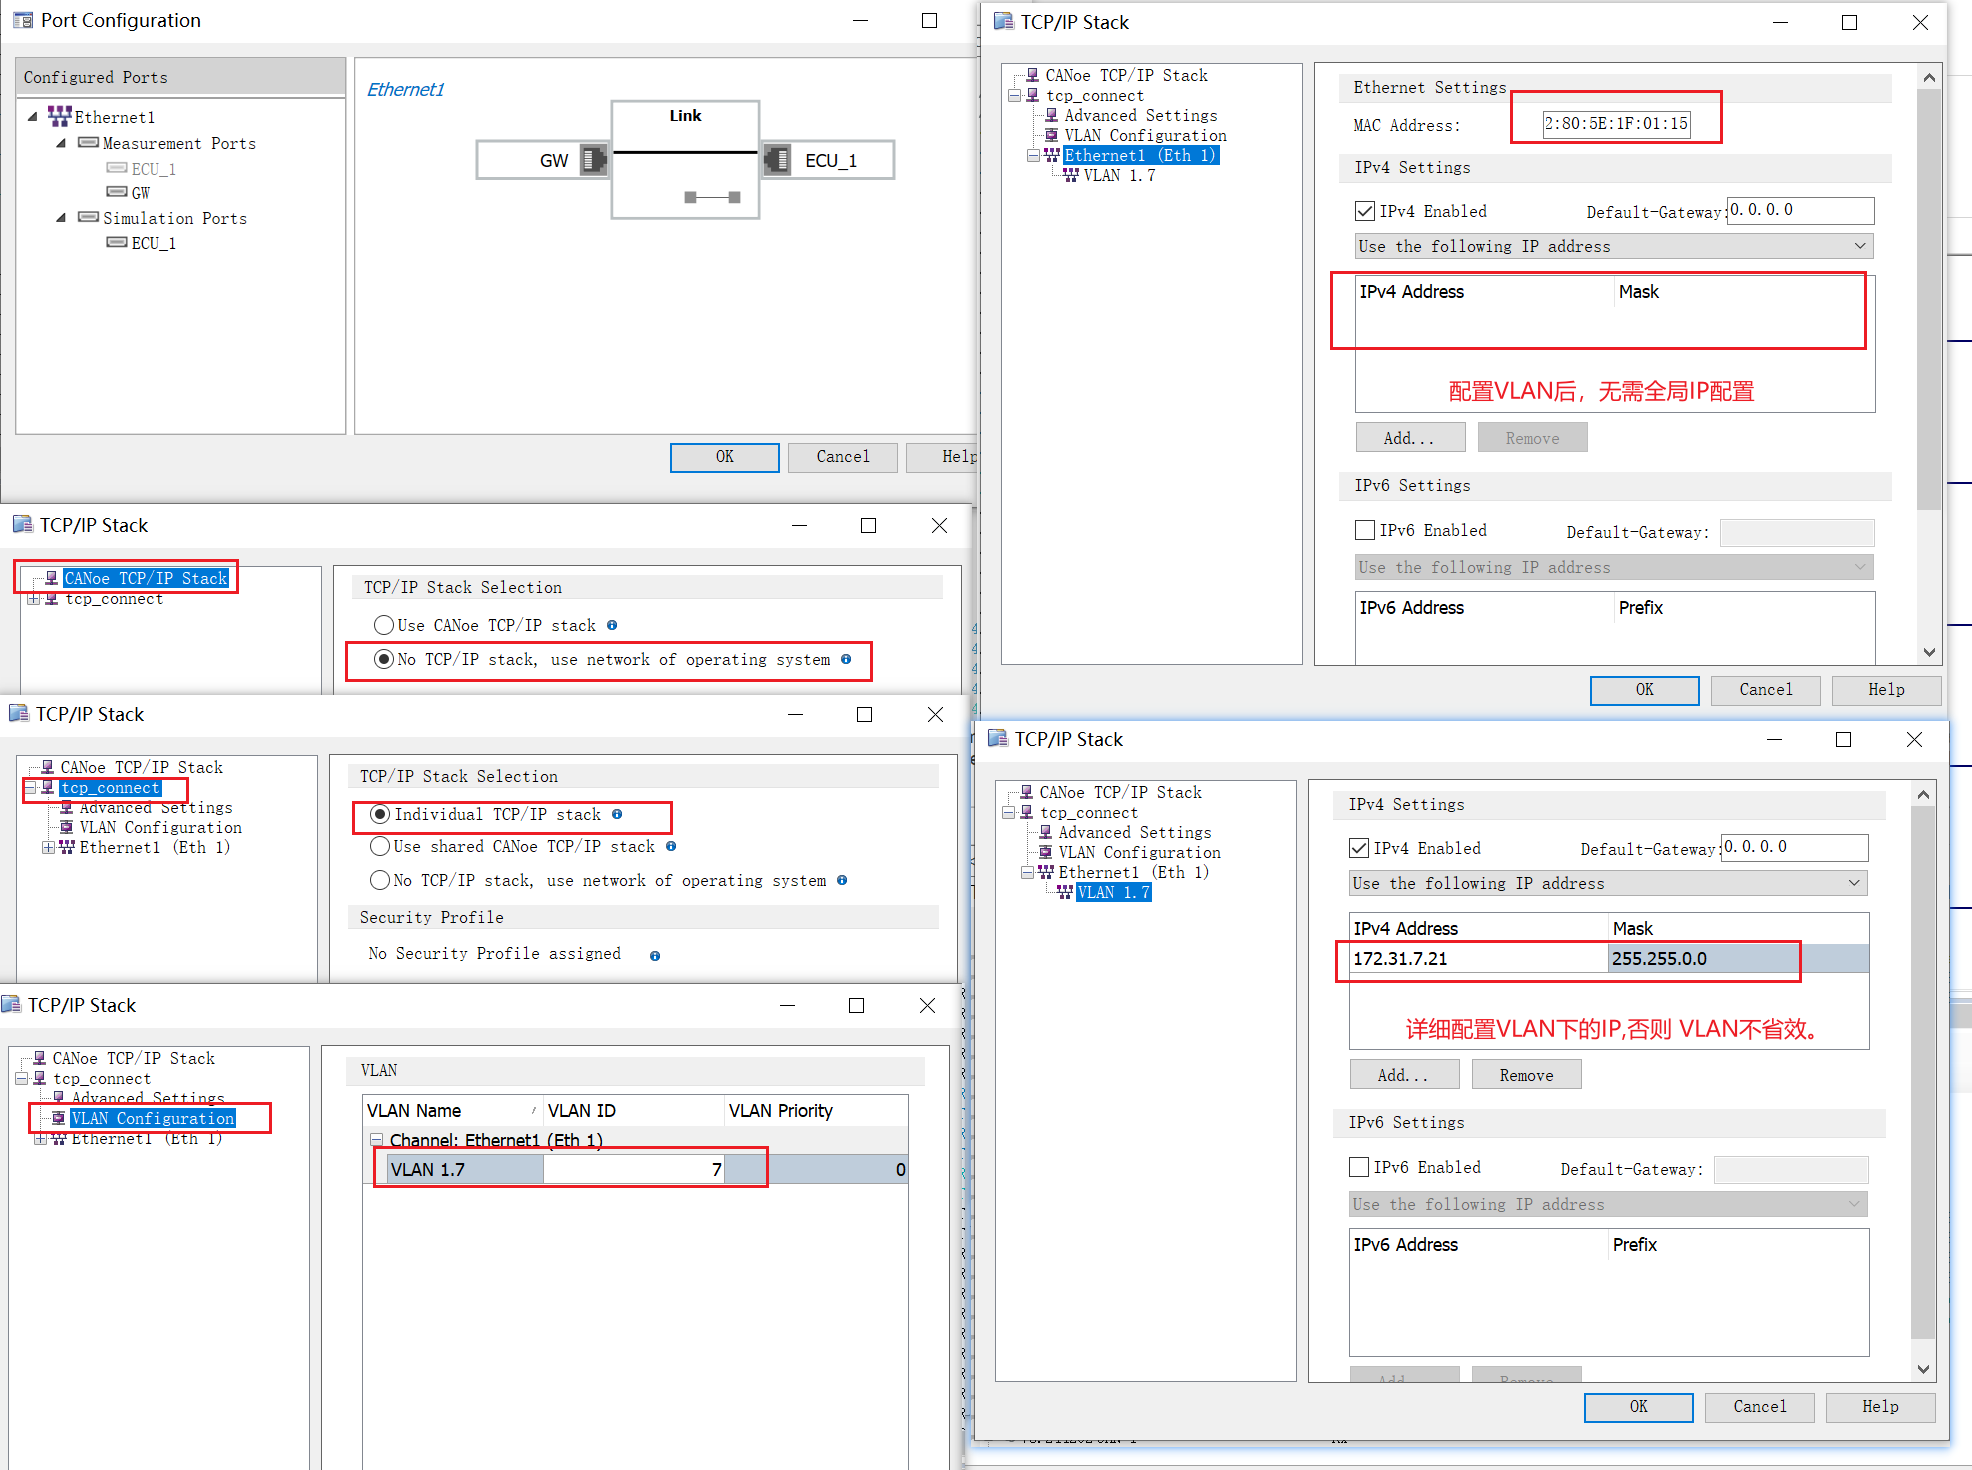 Port Configuration
Configured Ports
Ethernet1
Measurement Ports
ECU_1
GW
Simulation Ports
ECU_1
Ethernet1
Link
GW
ECU_1
OK
Cancel
Help
TCP/IP Stack
CANoe TCP/IP Stack
tcp_connect
TCP/IP Stack Selection
Use CANoe TCP/IP stack
No TCP/IP stack, use network of operating system
TCP/IP Stack
CANoe TCP/IP Stack
tcp_connect
Advanced Settings
VLAN Configuration
Ethernet1 (Eth 1)
TCP/IP Stack Selection
Individual TCP/IP stack
Use shared CANoe TCP/IP stack
No TCP/IP stack, use network of operating system
Security Profile
No Security Profile assigned
TCP/IP Stack
CANoe TCP/IP Stack
tcp_connect
Advanced Settings
VLAN Configuration
Ethernet1 (Eth 1)
VLAN
VLAN Name VLAN ID VLAN Priority
Channel: Ethernet1 (Eth 1)
VLAN 1.7 7 0
TCP/IP Stack
CANoe TCP/IP Stack
tcp_connect
Advanced Settings
VLAN Configuration
Ethernet1 (Eth 1)
VLAN 1.7
Ethernet Settings
MAC Address: 2:80:5E:1F:01:15
IPv4 Settings
IPv4 Enabled Default-Gateway: 0.0.0.0
Use the following IP address
IPv4 Address Mask
配置VLAN后，无需全局IP配置
Add... Remove
IPv6 Settings
IPv6 Enabled Default-Gateway:
Use the following IP address
IPv6 Address Prefix
OK Cancel Help
TCP/IP Stack
CANoe TCP/IP Stack
tcp_connect
Advanced Settings
VLAN Configuration
Ethernet1 (Eth 1)
VLAN 1.7
IPv4 Settings
IPv4 Enabled Default-Gateway: 0.0.0.0
Use the following IP address
IPv4 Address Mask
172.31.7.21 255.255.0.0
详细配置VLAN下的IP,否则 VLAN不省效。
Add... Remove
IPv6 Settings
IPv6 Enabled Default-Gateway:
Use the following IP address
IPv6 Address Prefix
Add... Remove
OK Cancel Help